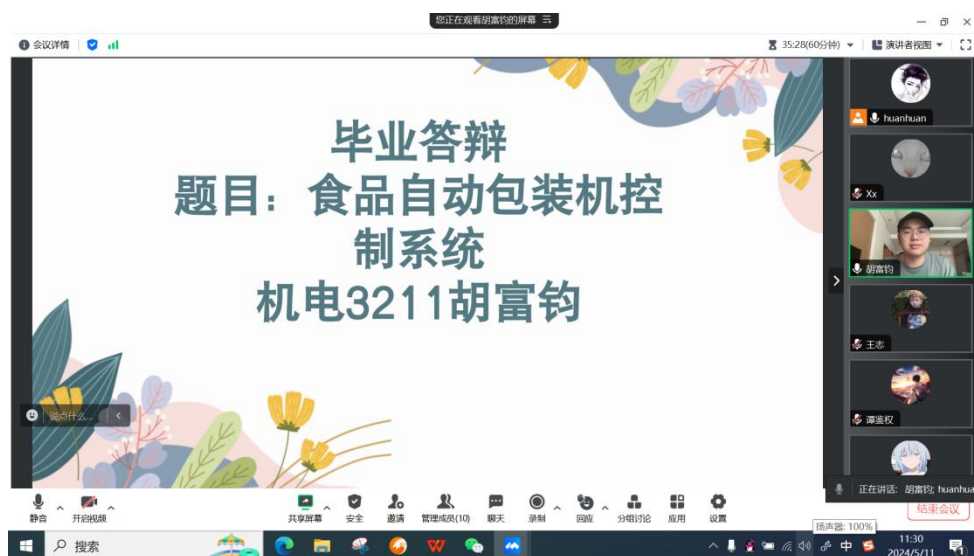 您正在观看胡富钧的屏幕
会议详情
35:28(60分钟)
演讲者视图
毕业答辩
题目：食品自动包装机控
制系统
机电3211胡富钧
huanhuan
Xx
胡富钧
王志
谭鉴权
说点什么...
正在讲话: 胡富钧; huanhua
静音
开启视频
共享屏幕
安全
邀请
管理成员(10)
聊天
录制
回应
分组讨论
应用
设置
结束会议
扬声器: 100%
搜索
中
11:30
2024/5/11